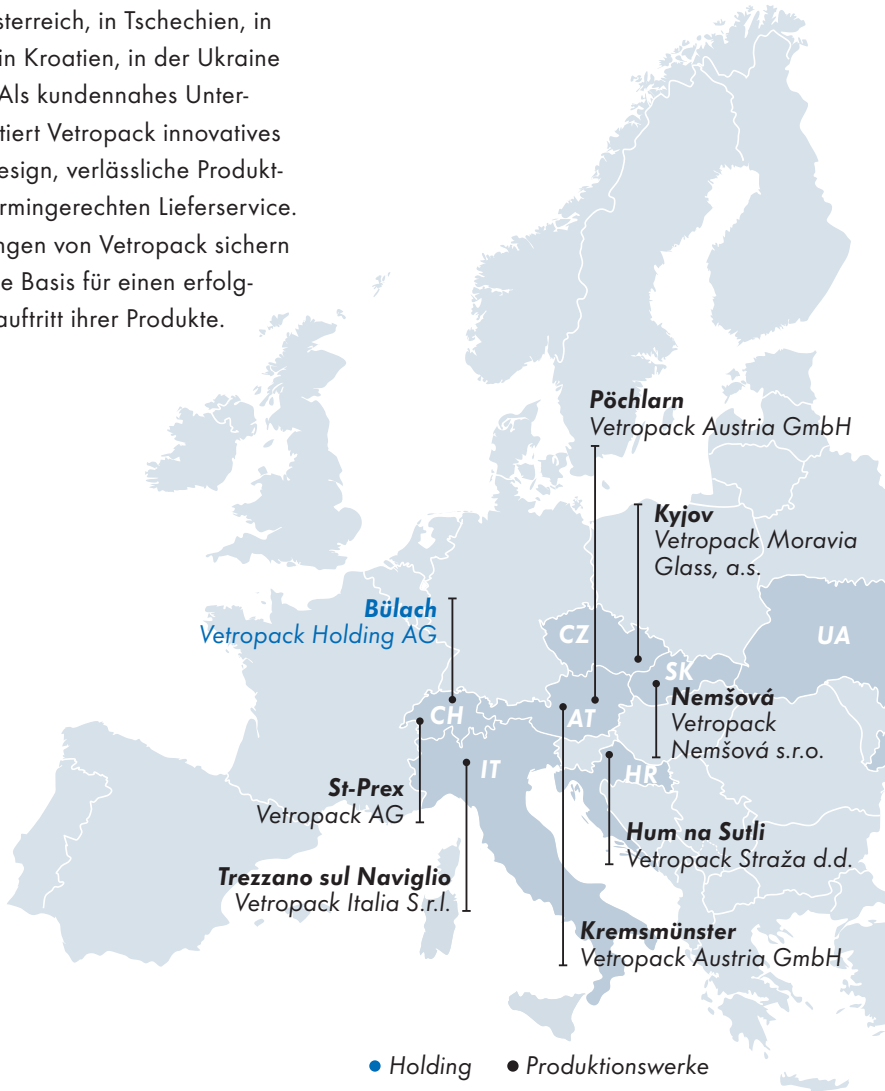 sterreich, in Tschechien, in
in Kroatien, in der Ukraine
Als kundennahes Unter-
tiert Vetropack innovatives
esign, verlässliche Produkt-
rmingerechten Lieferservice.
ngen von Vetropack sichern
e Basis für einen erfolg-
auftritt ihrer Produkte.
Pöchlarn
Vetropack Austria GmbH
Kyjov
Vetropack Moravia
Glass, a.s.
Bülach
Vetropack Holding AG
CZ
UA
SK
Nemšová
Vetropack
Nemšová s.r.o.
CH
AT
IT
HR
St-Prex
Vetropack AG
Hum na Sutli
Vetropack Straža d.d.
Trezzano sul Naviglio
Vetropack Italia S.r.l.
Kremsmünster
Vetropack Austria GmbH
Holding
Produktionswerke